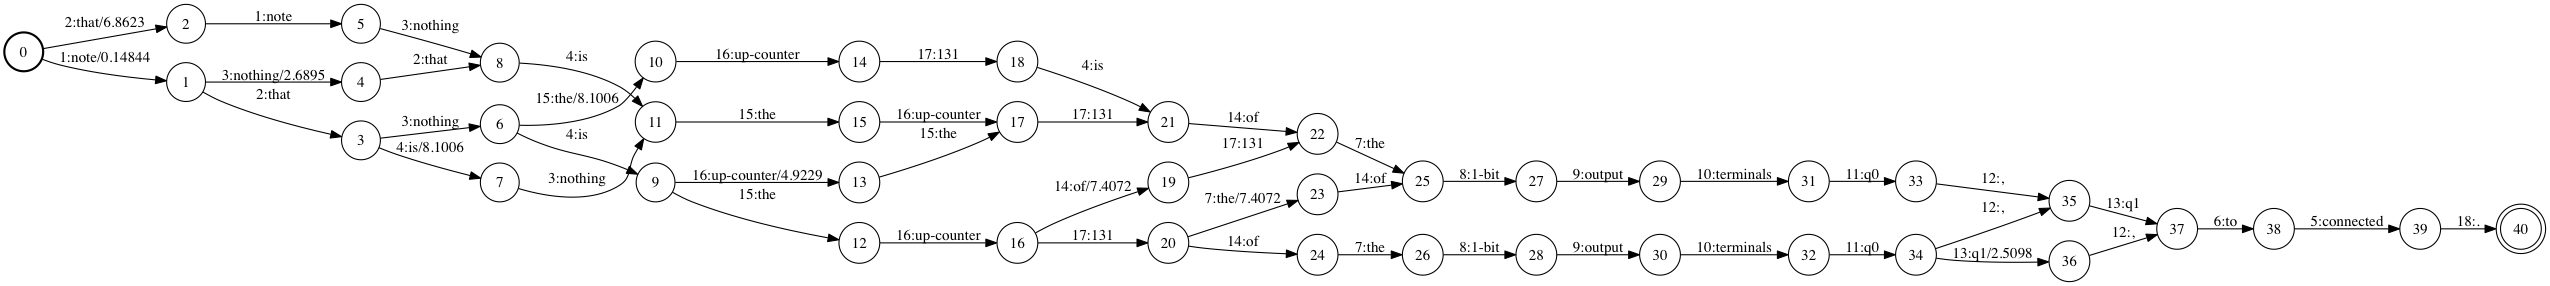 0
2:that/6.8623
1:note/0.14844
2
1
1:note
3:nothing/2.6895
2:that
5
4
3
3:nothing
2:that
3:nothing
4:is/8.1006
8
6
7
4:is
15:the/8.1006
4:is
3:nothing
10
11
9
16:up-counter
15:the
16:up-counter/4.9229
15:the
14
15
13
12
17:131
16:up-counter
15:the
16:up-counter
18
17
16
4:is
17:131
14:of/7.4072
17:131
21
19
20
14:of
17:131
7:the/7.4072
14:of
22
23
24
7:the
14:of
7:the
25
26
8:1-bit
8:1-bit
27
28
9:output
9:output
29
30
10:terminals
10:terminals
31
32
11:q0
11:q0
33
34
12:,
12:,
13:q1/2.5098
35
36
13:q1
12:,
37
6:to
38
5:connected
39
18:.
40